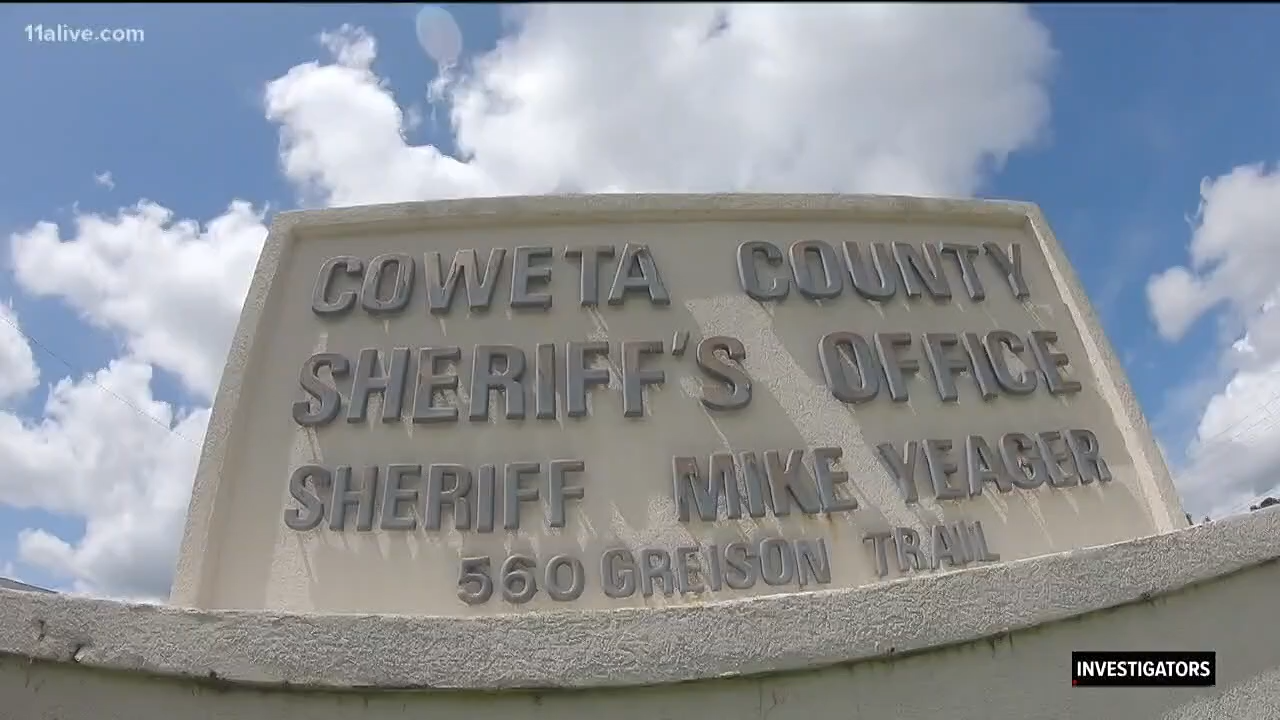 11alive.com
COWETA COUNTY
SHERIFF'S OFFICE
SHERIFF MIKE YEAGER
560 GREISON TRAIL
INVESTIGATORS